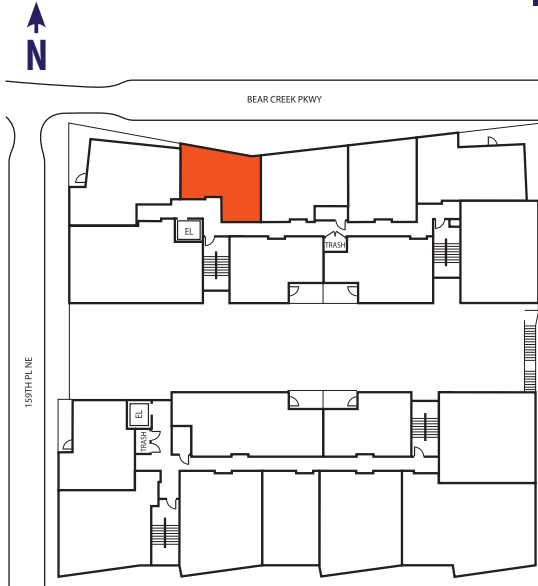 N
BEAR CREEK PKWY
EL
TRASH
159TH PL NE
EL
TRASH